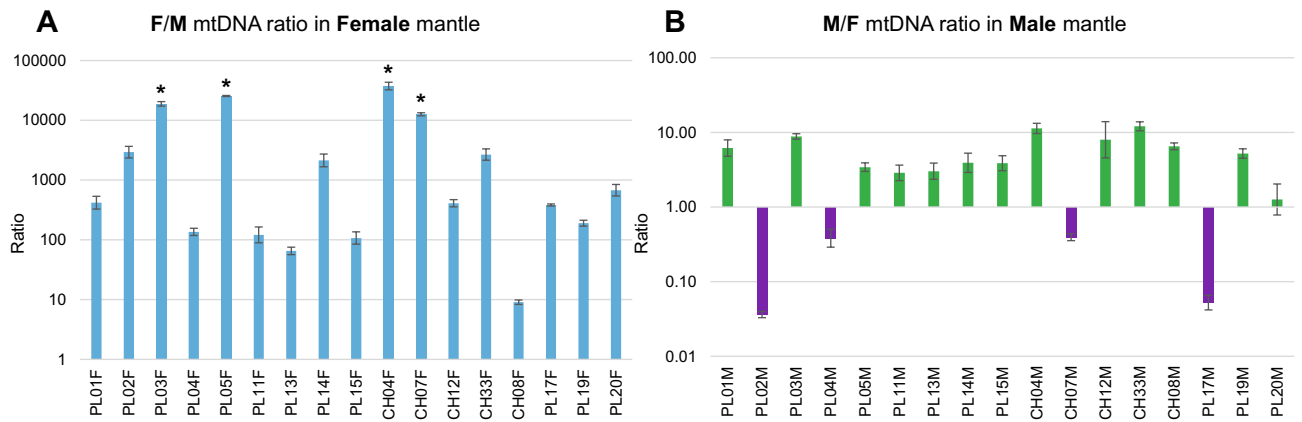 A
F/M mtDNA ratio in Female mantle
100000
10000
1000
100
10
1
Ratio
* * * *
PL01F PL02F PL03F PL04F PL05F PL11F PL13F PL14F PL15F CH04F CH07F CH12F CH33F CH08F PL17F PL19F PL20F
B
M/F mtDNA ratio in Male mantle
100.00
10.00
1.00
0.10
0.01
Ratio
PL01M PL02M PL03M PL04M PL05M PL11M PL13M PL14M PL15M CH04M CH07M CH12M CH33M CH08M PL17M PL19M PL20M